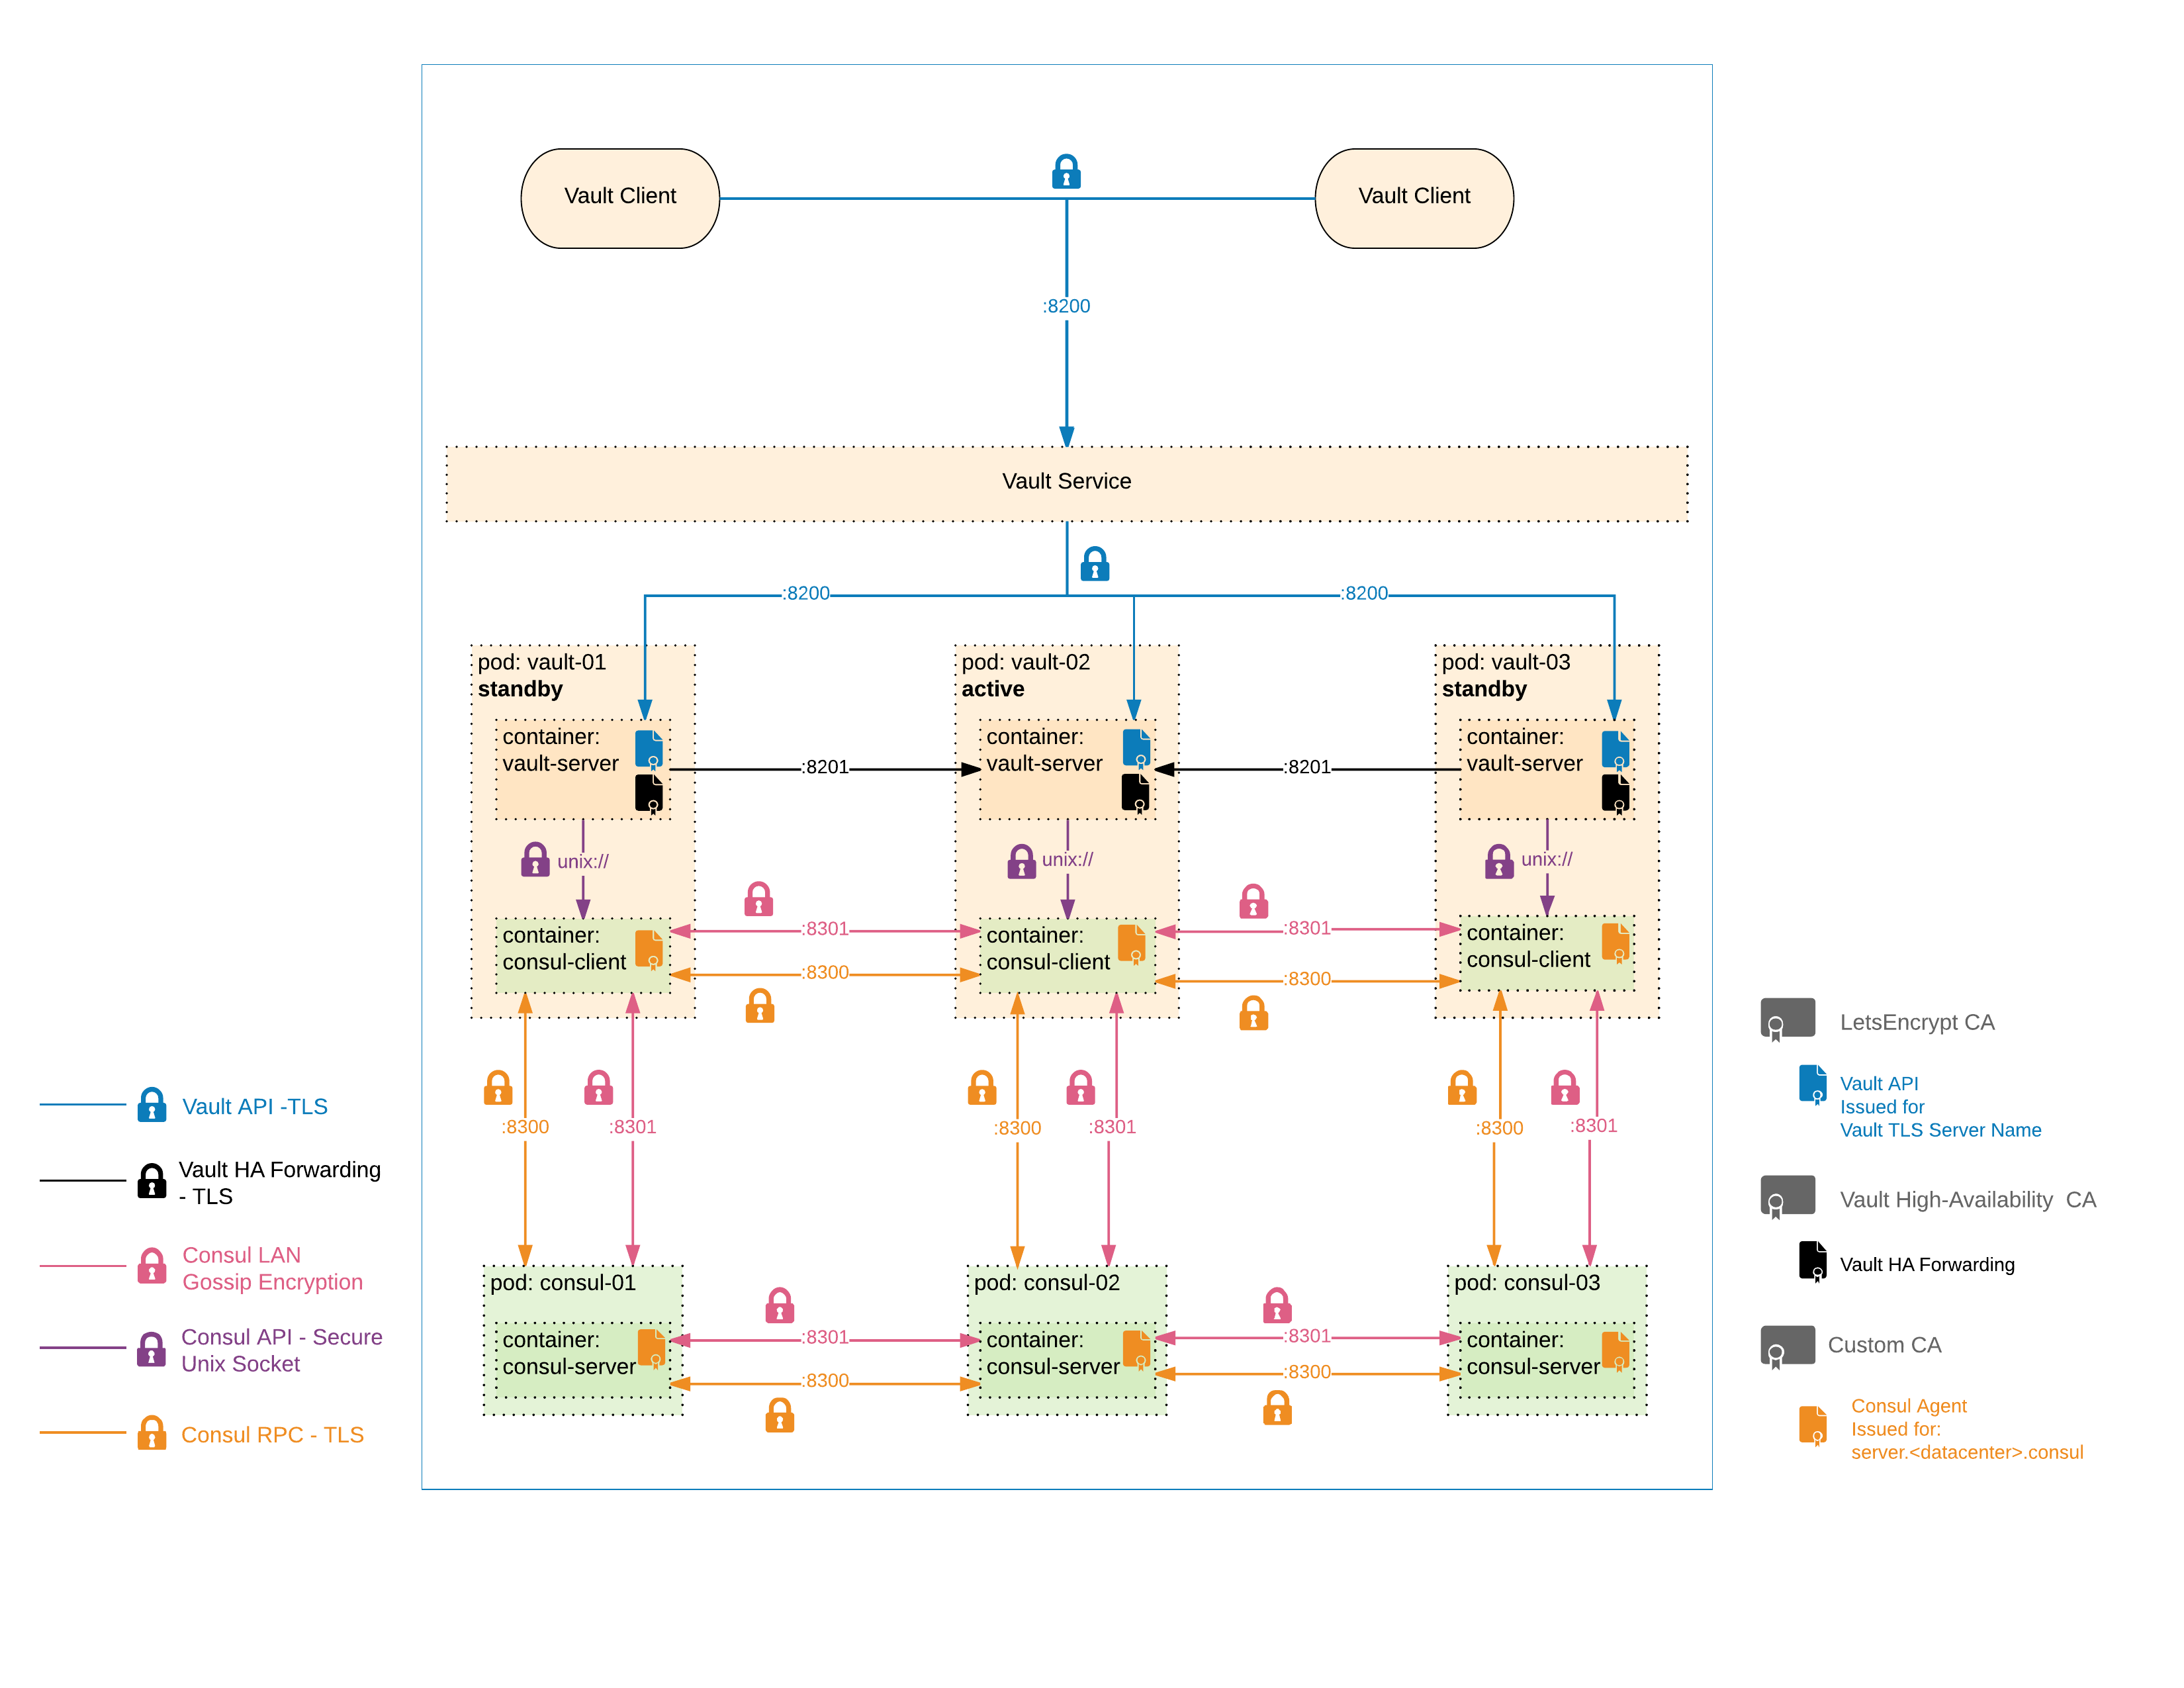 Vault Client
Vault Client
:8200
Vault Service
:8200
:8200
pod: vault-01
standby
pod: vault-02
active
pod: vault-03
standby
container:
vault-server
container:
vault-server
container:
vault-server
:8201
:8201
unix://
unix://
unix://
container:
consul-client
container:
consul-client
container:
consul-client
:8301
:8301
:8300
:8300
:8300
:8301
:8300
:8301
:8300
:8301
pod: consul-01
pod: consul-02
pod: consul-03
container:
consul-server
container:
consul-server
container:
consul-server
:8301
:8301
:8300
:8300
Vault API -TLS
Vault HA Forwarding
- TLS
Consul LAN
Gossip Encryption
Consul API - Secure
Unix Socket
Consul RPC - TLS
LetsEncrypt CA
Vault API
Issued for
Vault TLS Server Name
Vault High-Availability  CA
Vault HA Forwarding
Custom CA
Consul Agent
Issued for:
server.<datacenter>.consul